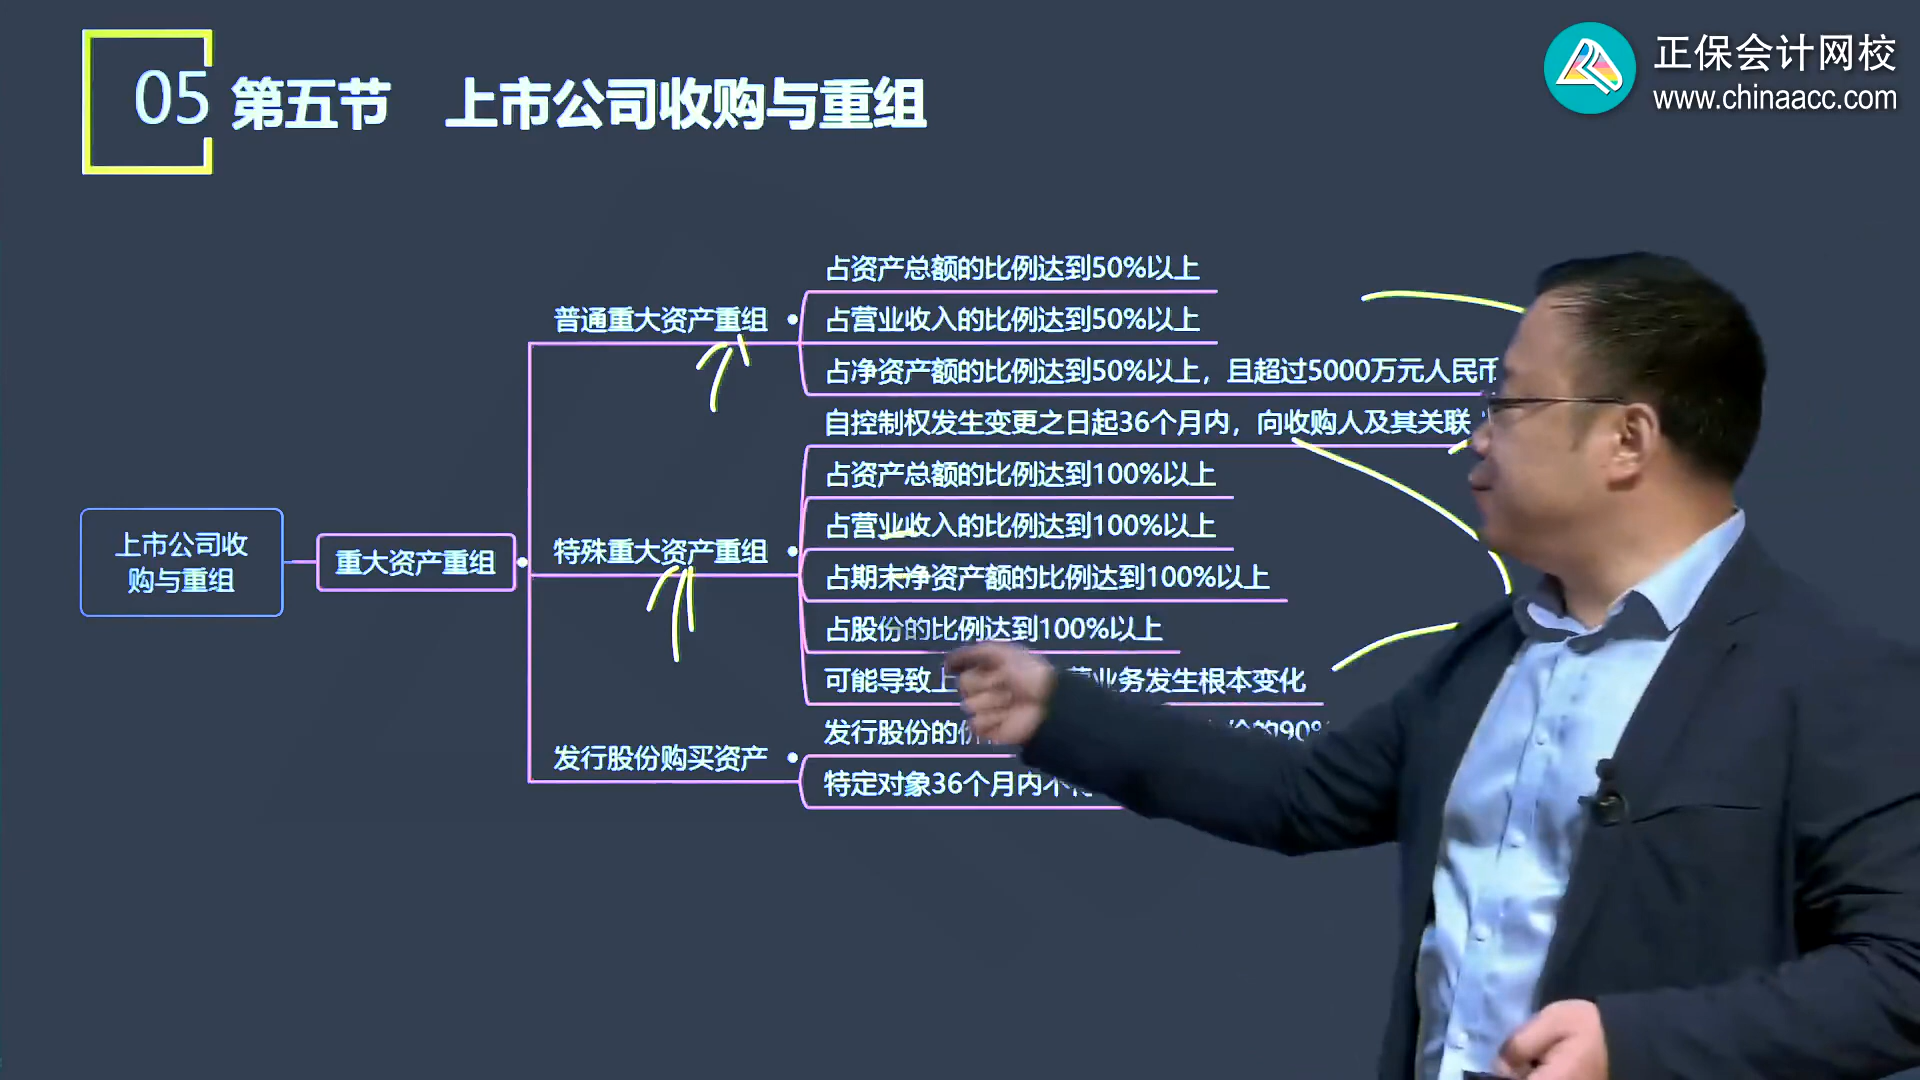 正保会计网校
www.chinaacc.com
05 第五节 上市公司收购与重组
占资产总额的比例达到50%以上
普通重大资产重组
占营业收入的比例达到50%以上
占净资产额的比例达到50%以上，且超过5000万元人民币
自控制权发生变更之日起36个月内，向收购人及其关联
占资产总额的比例达到100%以上
占营业收入的比例达到100%以上
特殊重大资产重组
占期末净资产额的比例达到100%以上
占股份的比例达到100%以上
上市公司收
购与重组
重大资产重组
可能导致上 业务发生根本变化
发行股份的 的90%
发行股份购买资产
特定对象36个月内不